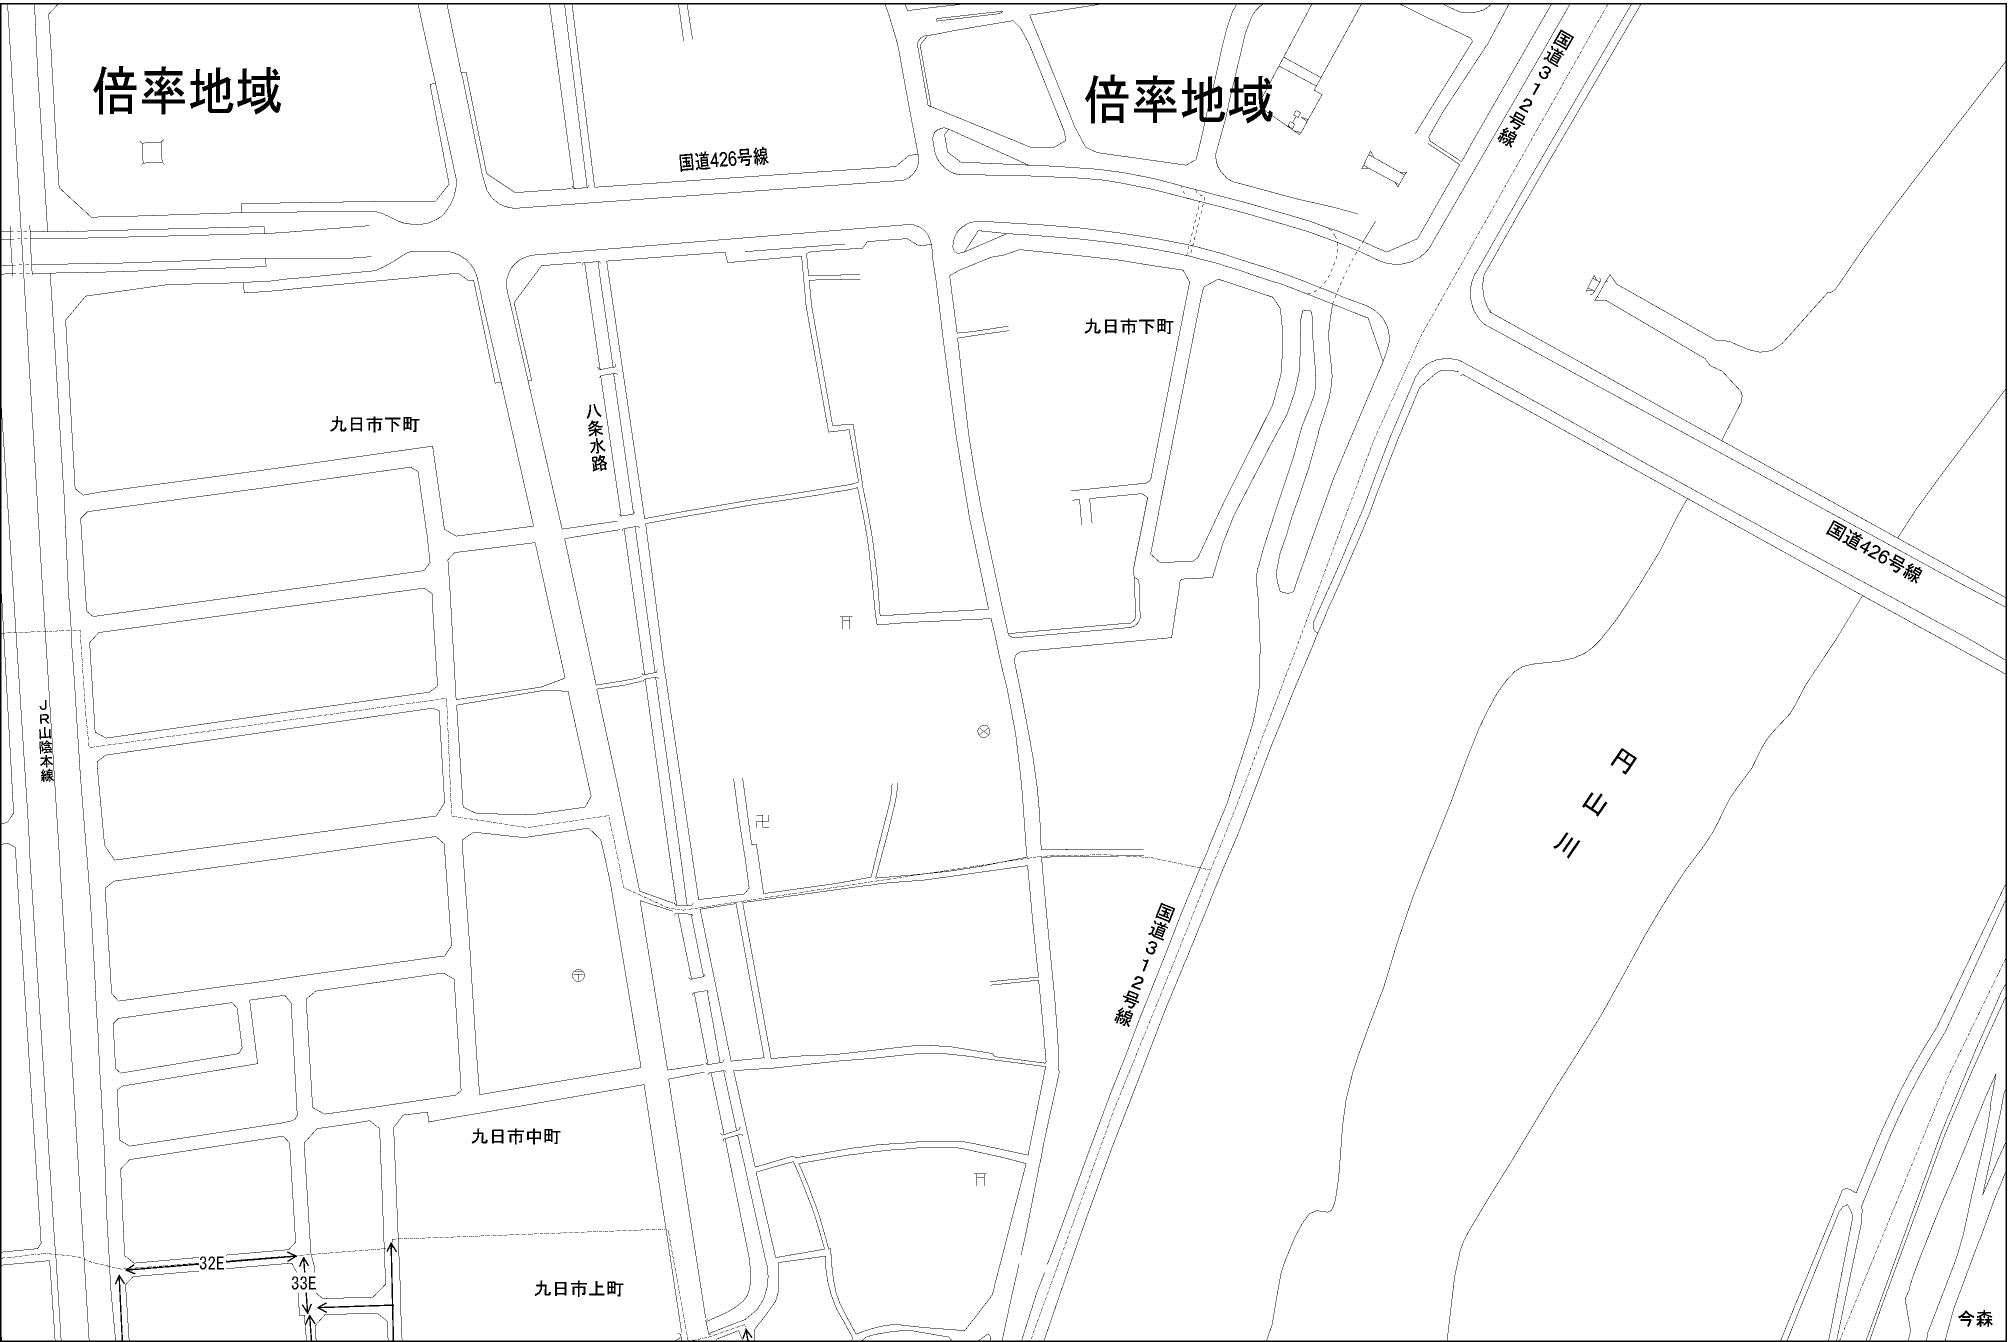 倍率地域
倍率地域
国道312号線
国道426号線
九日市下町
九日市下町
八条水路
国道426号線
JR山陰本線
円山川
国道312号線
九日市中町
32E
33E
九日市上町
今森